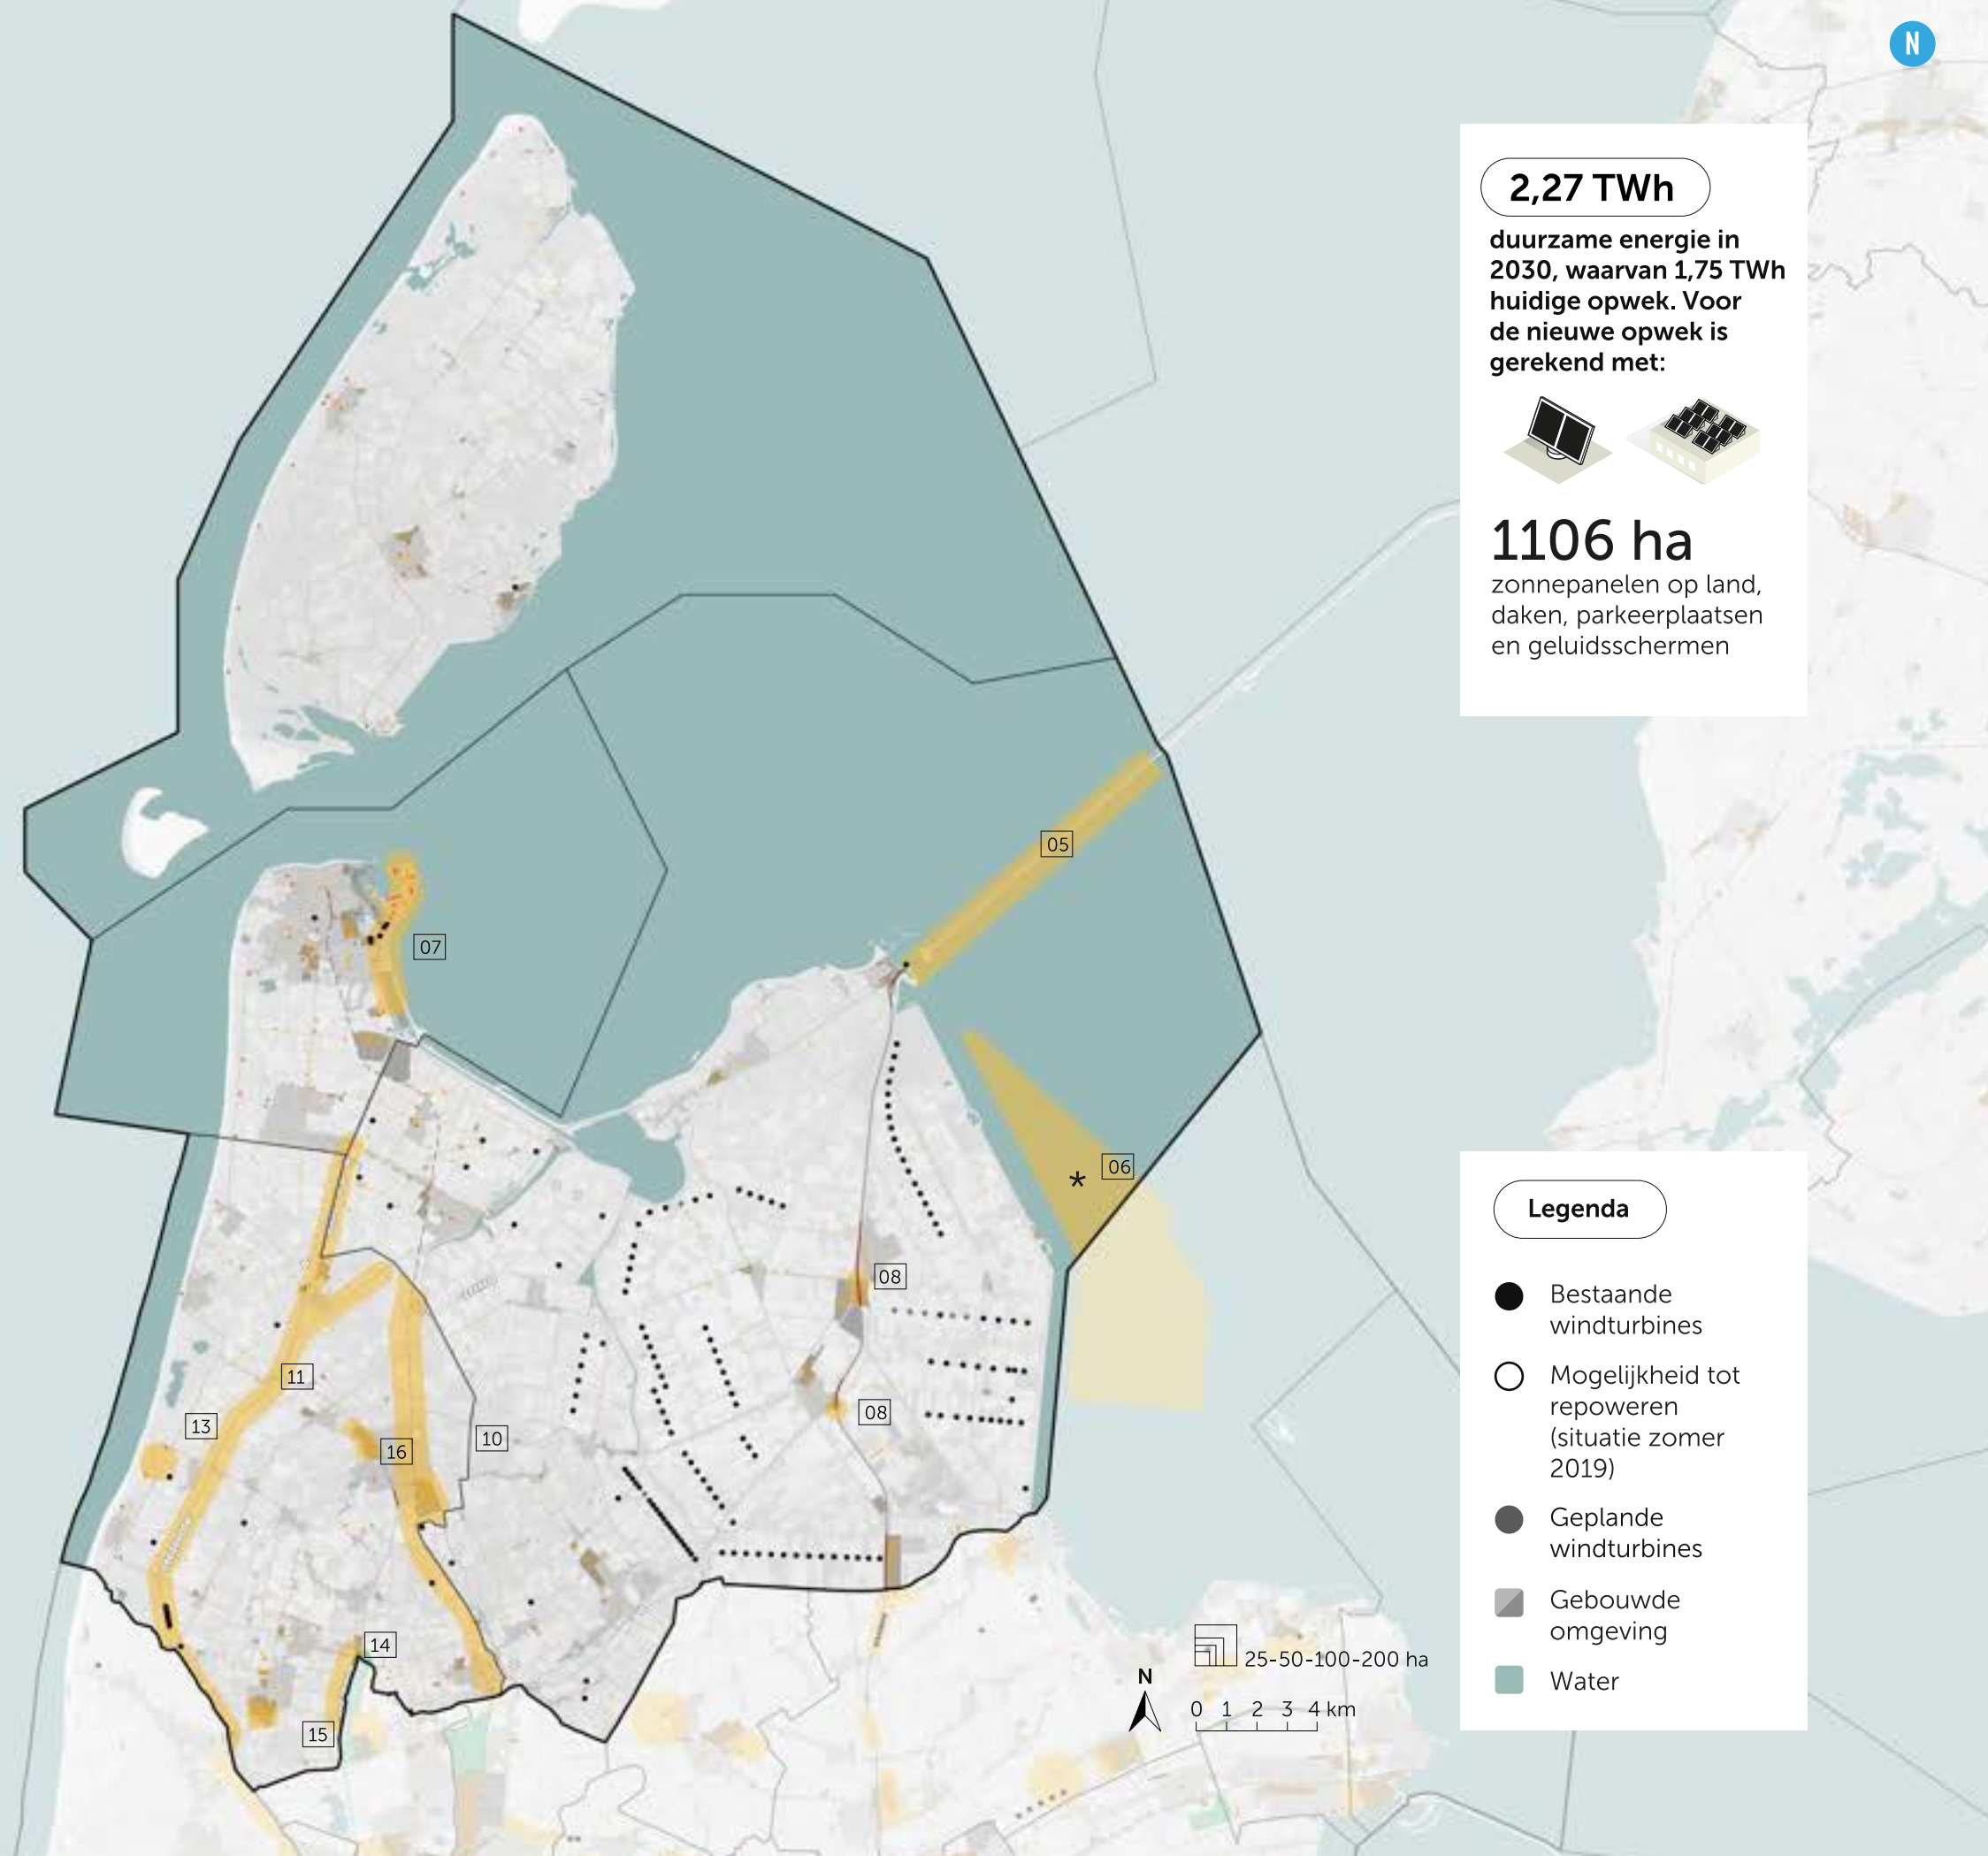 N
2,27 TWh
duurzame energie in
2030, waarvan 1,75 TWh
huidige opwek. Voor
de nieuwe opwek is
gerekend met:
1106 ha
zonnepanelen op land,
daken, parkeerplaatsen
en geluidsschermen
05
07
06
*
08
11
08
13
10
16
14
15
N
25-50-100-200 ha
0 1 2 3 4 km
Legenda
Bestaande
windturbines
Mogelijkheid tot
repoweren
(situatie zomer
2019)
Geplande
windturbines
Gebouwde
omgeving
Water